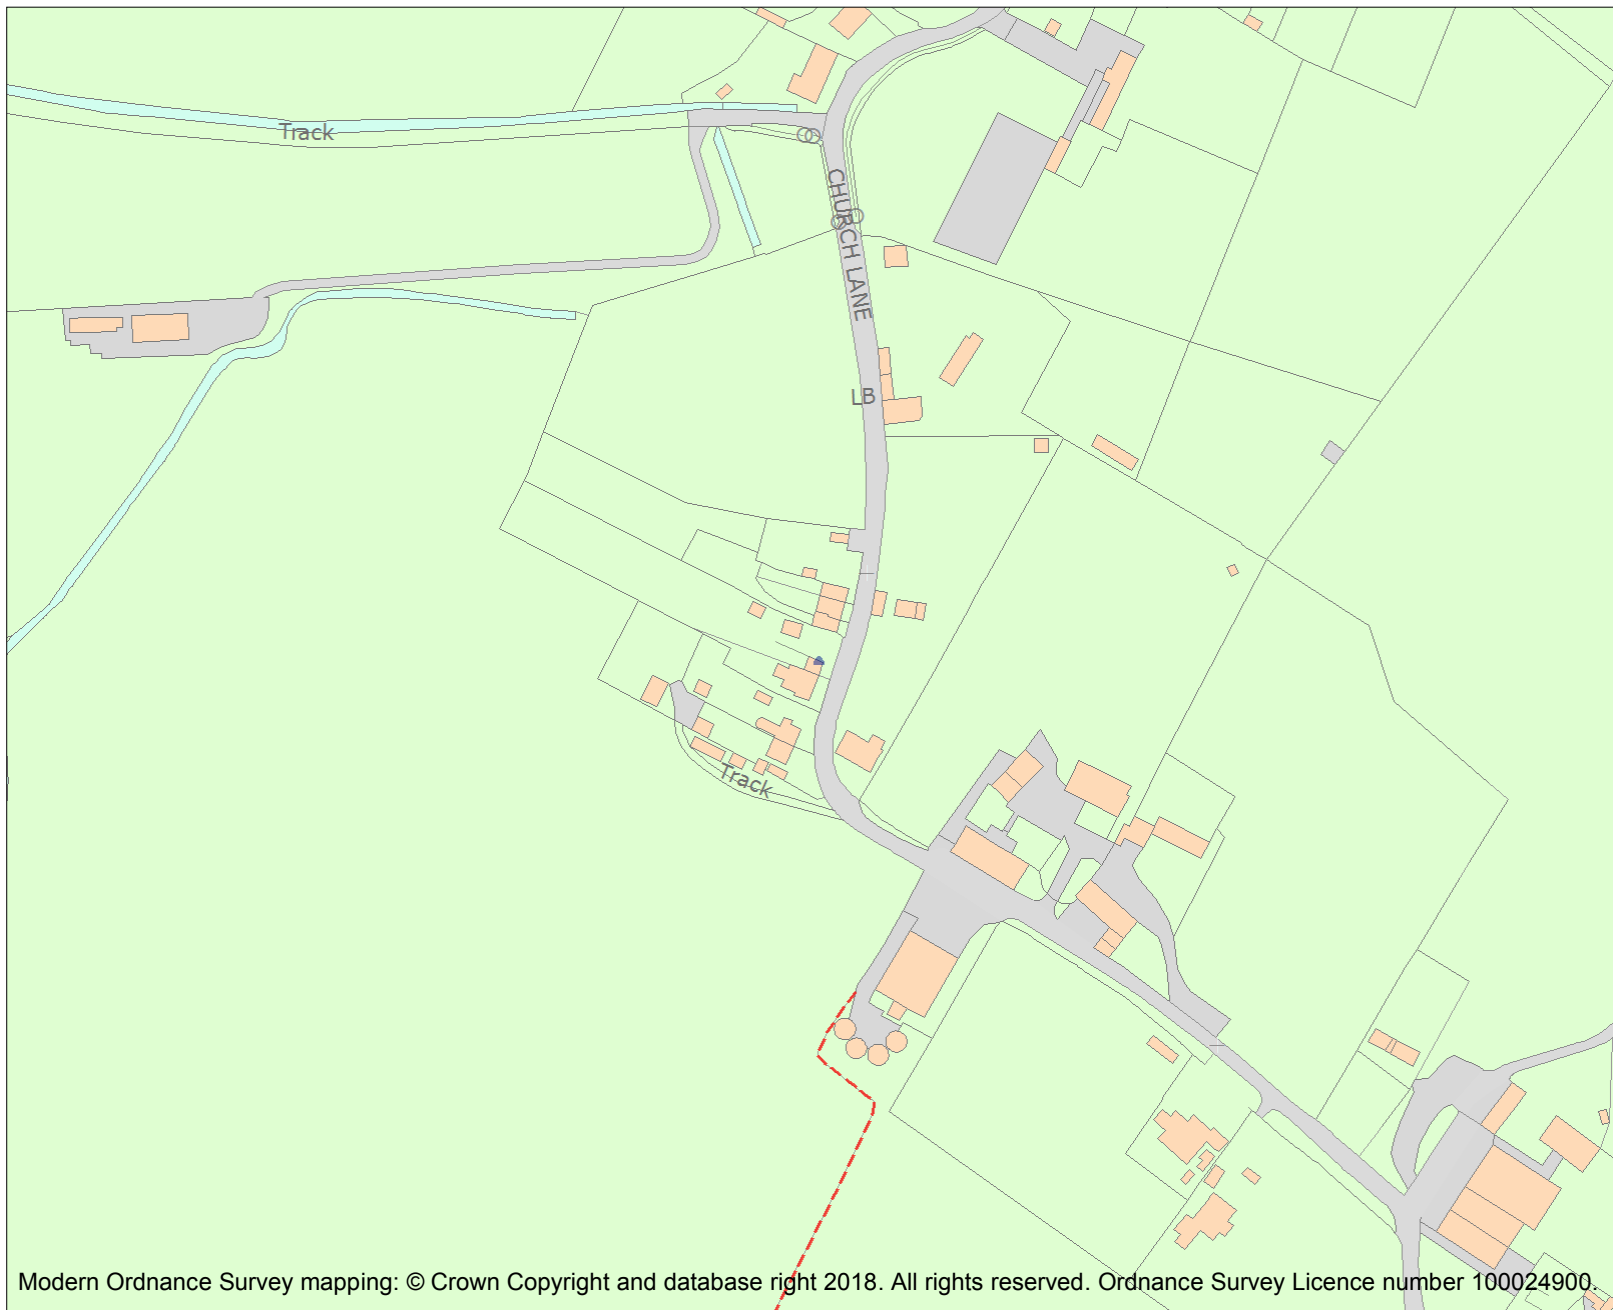 Track
CHURCH LANE
LB
Track
Modern Ordnance Survey mapping: © Crown Copyright and database right 2018. All rights reserved. Ordnance Survey Licence number 100024900.